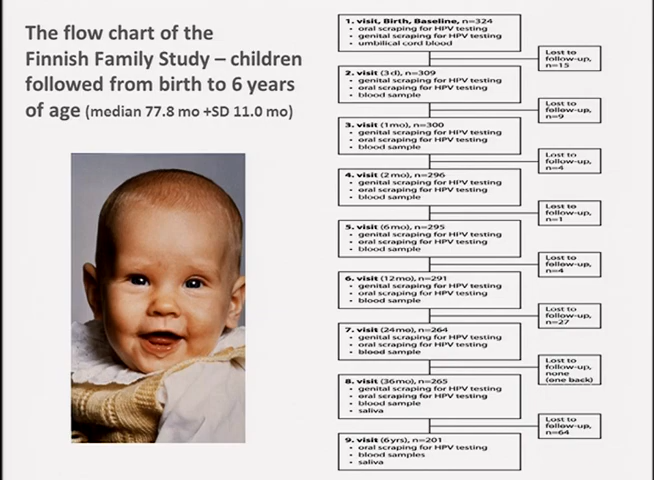 The flow chart of the
Finnish Family Study – children
followed from birth to 6 years
of age (median 77.8 mo +SD 11.0 mo)
1. visit, Birth, Baseline, n=324
• oral scraping for HPV testing
• genital scraping for HPV testing
• umbilical cord blood
Lost to
follow-up,
n=15
2. visit (3d), n=309
• genital scraping for HPV testing
• oral scraping for HPV testing
• blood sample
Lost to
follow-up,
n=9
3. visit (1mo), n=300
• genital scraping for HPV testing
• oral scraping for HPV testing
• blood sample
Lost to
follow-up,
n=4
4. visit (2mo), n=296
• genital scraping for HPV testing
• oral scraping for HPV testing
• blood sample
Lost to
follow-up,
n=1
5. visit (6mo), n=295
• genital scraping for HPV testing
• oral scraping for HPV testing
• blood sample
Lost to
follow-up,
n=4
6. visit (12mo), n=291
• genital scraping for HPV testing
• oral scraping for HPV testing
• blood sample
Lost to
follow-up,
n=27
7. visit (24mo), n=264
• genital scraping for HPV testing
• oral scraping for HPV testing
• blood sample
Lost to
follow-up,
none
(one back)
8. visit (36mo), n=265
• genital scraping for HPV testing
• oral scraping for HPV testing
• blood sample
• saliva
Lost to
follow-up,
n=64
9. visit (6yrs), n=201
• oral scraping for HPV testing
• blood samples
• saliva